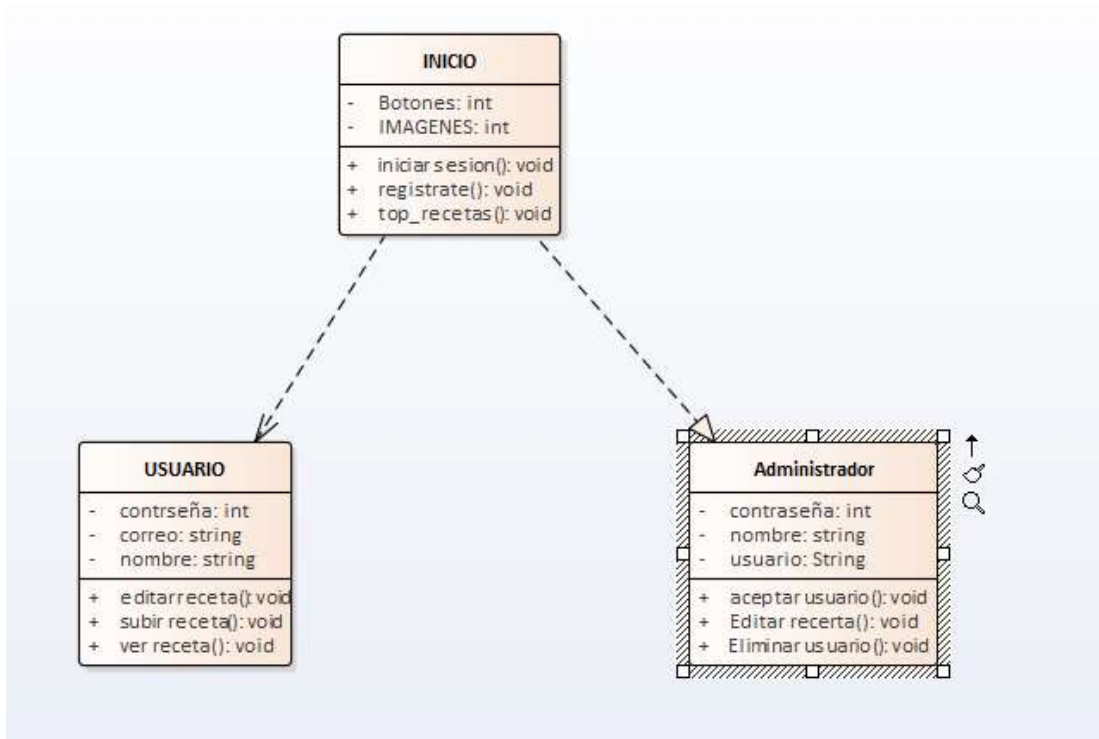 INICIO
- Botones: int
- IMAGENES: int
+ iniciar sesion(): void
+ registrate(): void
+ top_recetas(): void
USUARIO
- contrseña: int
- correo: string
- nombre: string
+ editar receta(): void
+ subir receta(): void
+ ver receta(): void
Administrador
- contraseña: int
- nombre: string
- usuario: String
+ aceptar usuario(): void
+ Editar recerta(): void
+ Eliminar usuario(): void